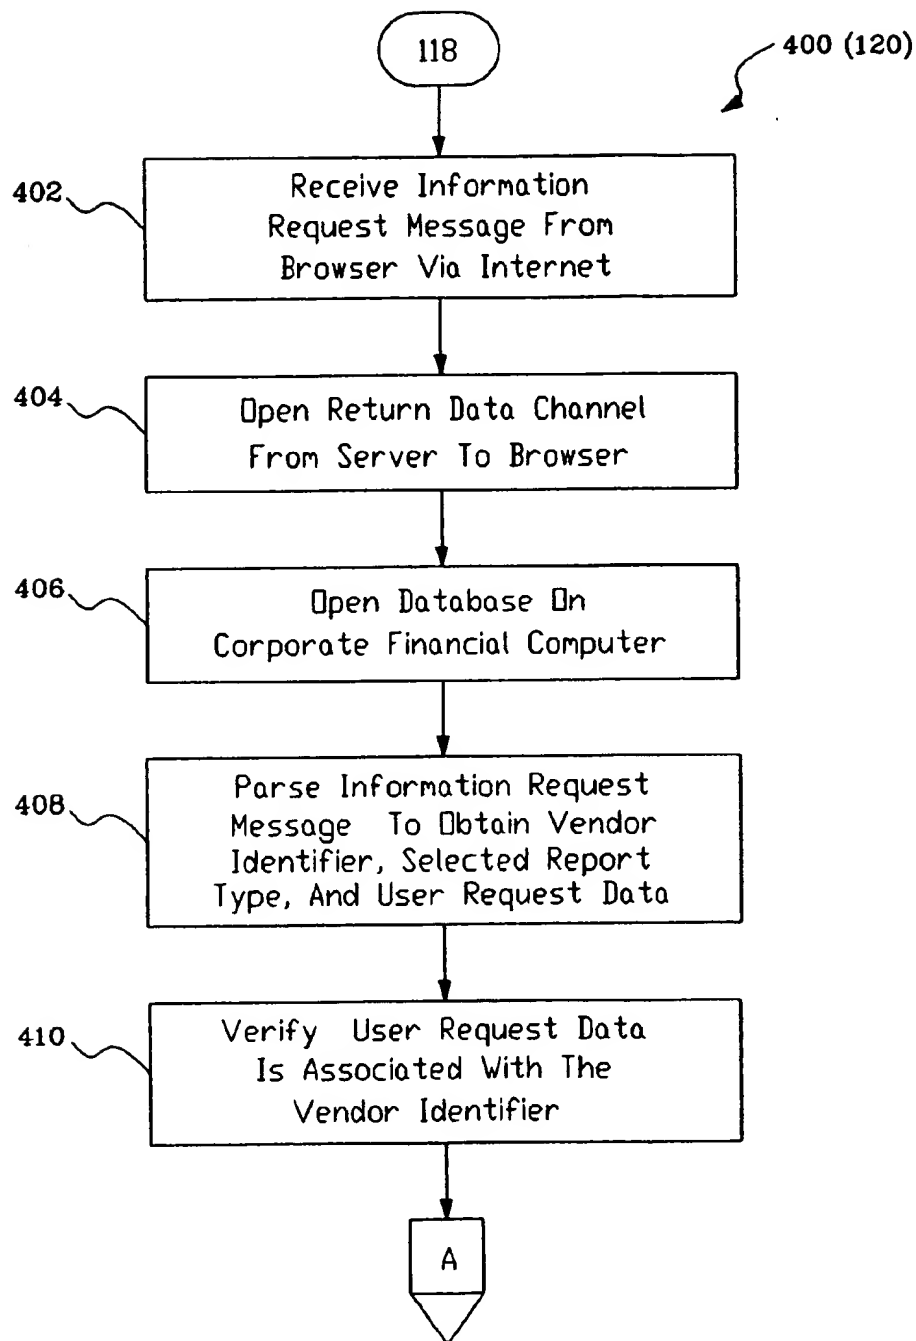 118
400 (120)
402
Receive Information
Request Message From
Browser Via Internet
404
Open Return Data Channel
From Server To Browser
406
Open Database On
Corporate Financial Computer
408
Parse Information Request
Message To Obtain Vendor
Identifier, Selected Report
Type, And User Request Data
410
Verify User Request Data
Is Associated With The
Vendor Identifier
A